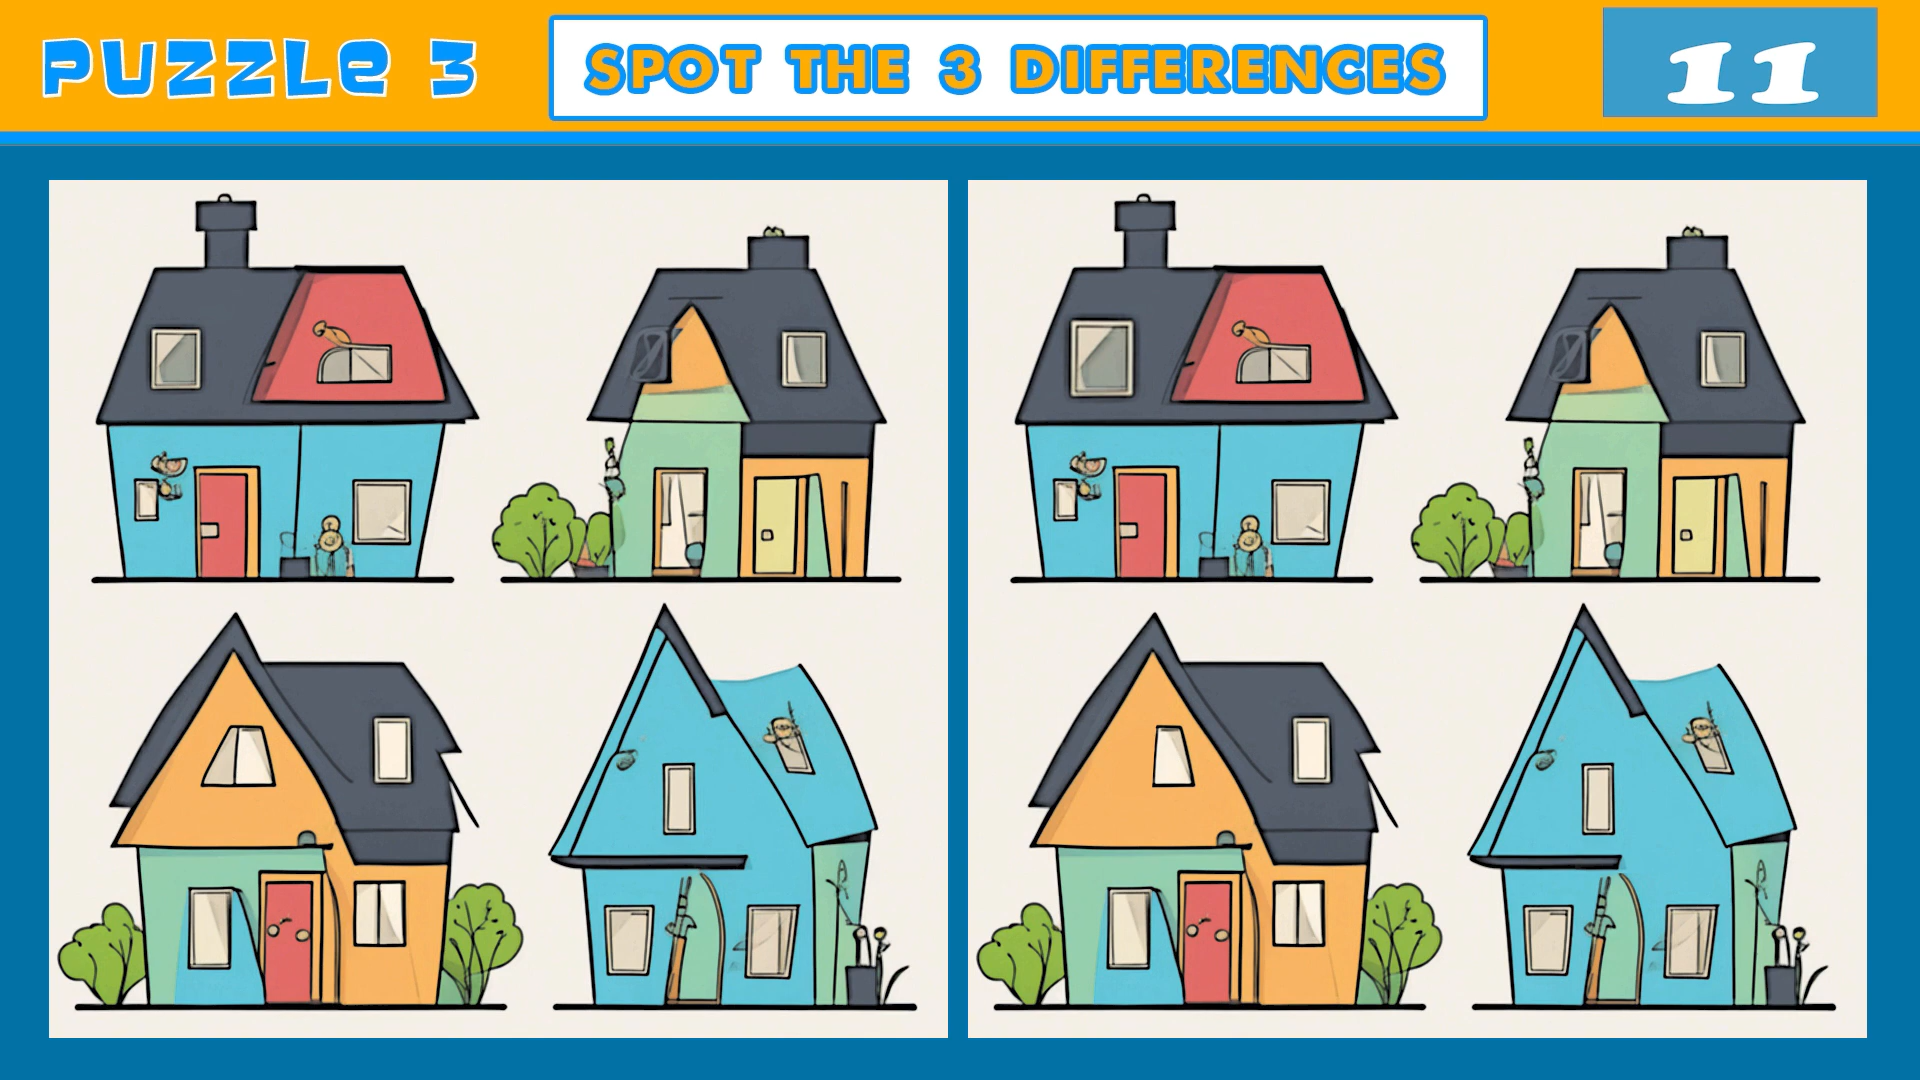 PUZZLe 3
SPOT THE 3 DIFFERENCES
11